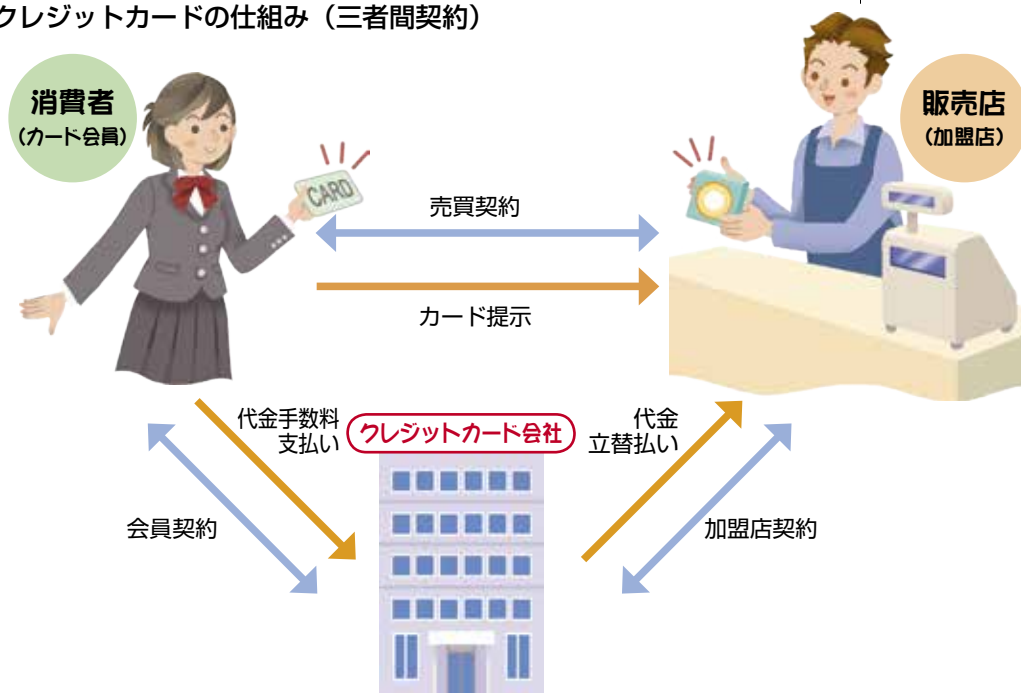 クレジットカードの仕組み（三者間契約）
消費者
（カード会員）
販売店
（加盟店）
CARD
売買契約
カード提示
代金手数料
支払い
クレジットカード会社
代金
立替払い
会員契約
加盟店契約